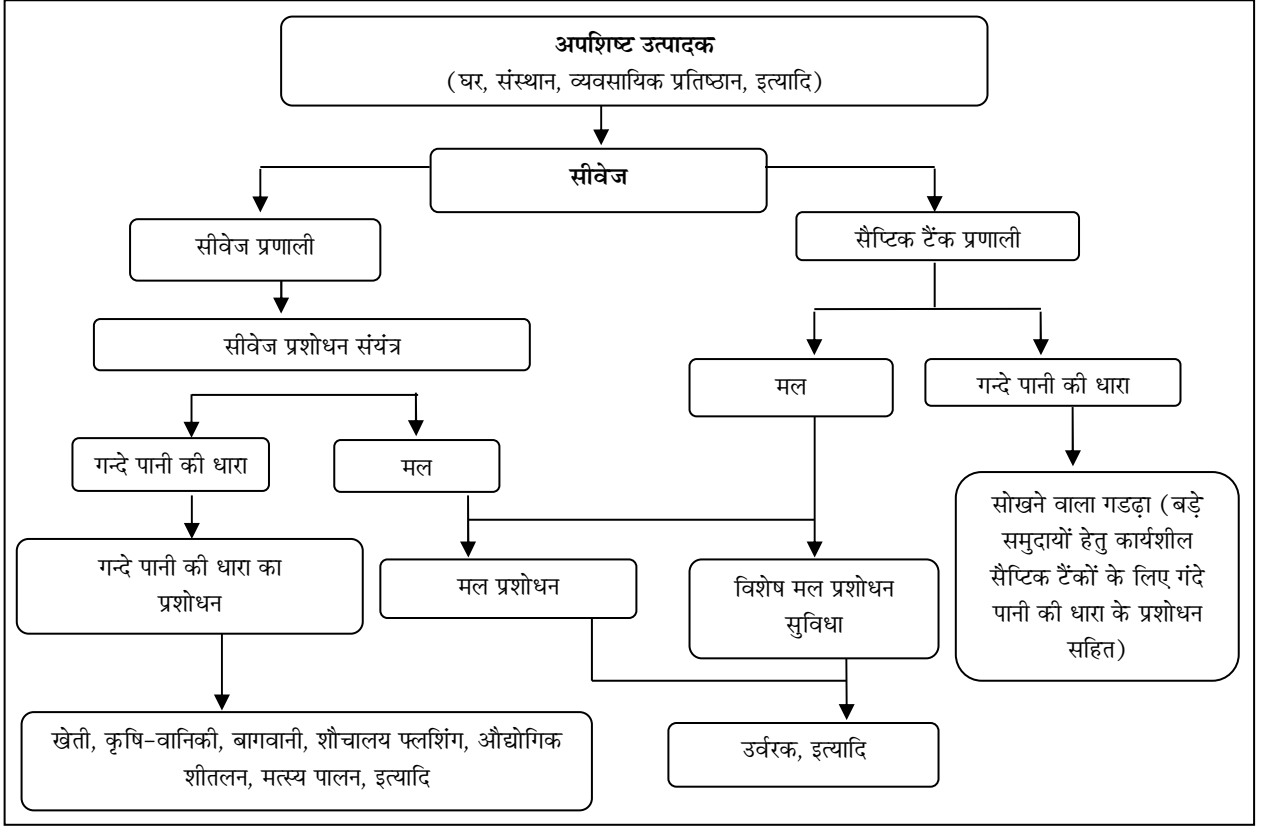 अपशिष्ट उत्पादक
(घर, संस्थान, व्यवसायिक प्रतिष्ठान, इत्यादि)
सीवेज
सीवेज प्रणाली
सैप्टिक टैंक प्रणाली
सीवेज प्रशोधन संयंत्र
मल
गन्दे पानी की धारा
गन्दे पानी की धारा
मल
सोखने वाला गडढ़ा (बड़े
समुदायों हेतु कार्यशील
सैप्टिक टैंकों के लिए गंदे
पानी की धारा के प्रशोधन
सहित)
गन्दे पानी की धारा का
प्रशोधन
मल प्रशोधन
विशेष मल प्रशोधन
सुविधा
खेती, कृषि-वानिकी, बागवानी, शौचालय फ्लशिंग, औद्योगिक
शीतलन, मत्स्य पालन, इत्यादि
उर्वरक, इत्यादि